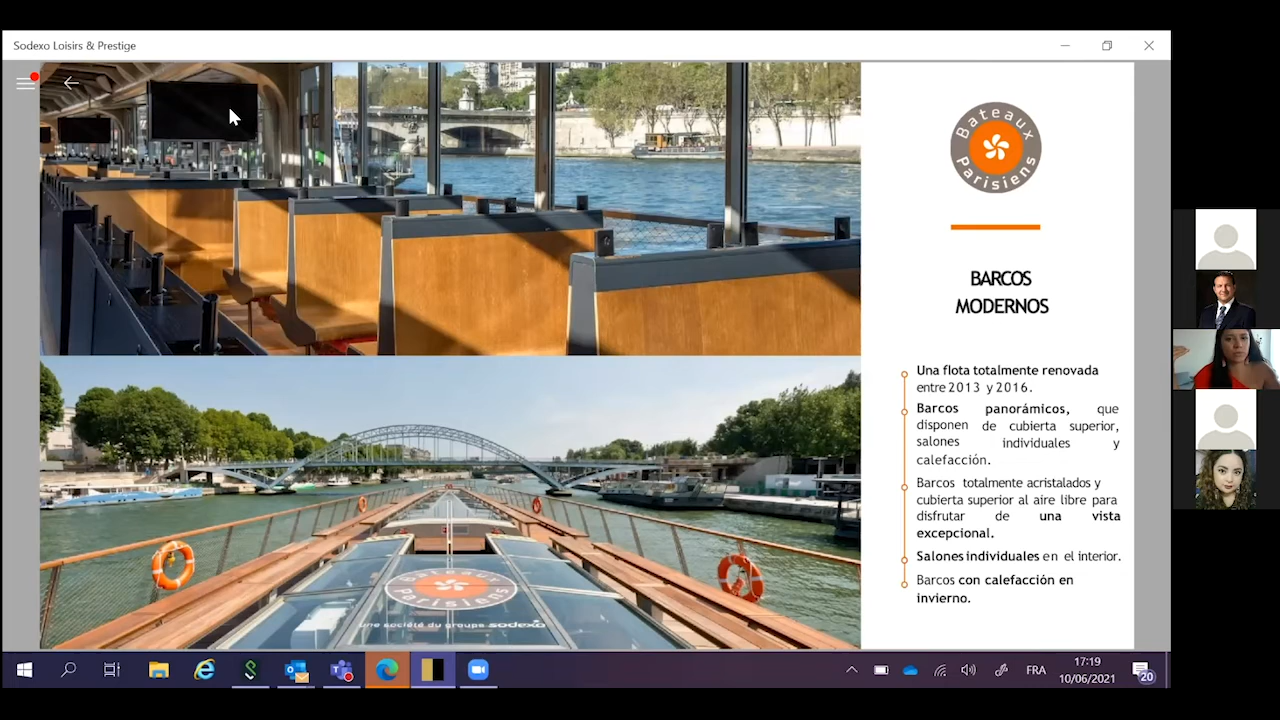 Sodexo Loisirs & Prestige
Bateaux
Parisiens
BARCOS
MODERNOS
Una flota totalmente renovada
entre 2013 y 2016.
Barcos panorámicos, que
disponen de cubierta superior,
salones individuales y
calefacción.
Barcos totalmente acristalados y
cubierta superior al aire libre para
disfrutar de una vista
excepcional.
Salones individuales en el interior.
Barcos con calefacción en
invierno.
Bateaux
Parisiens
une société du groupe sodexo
FRA
17:19
10/06/2021
20